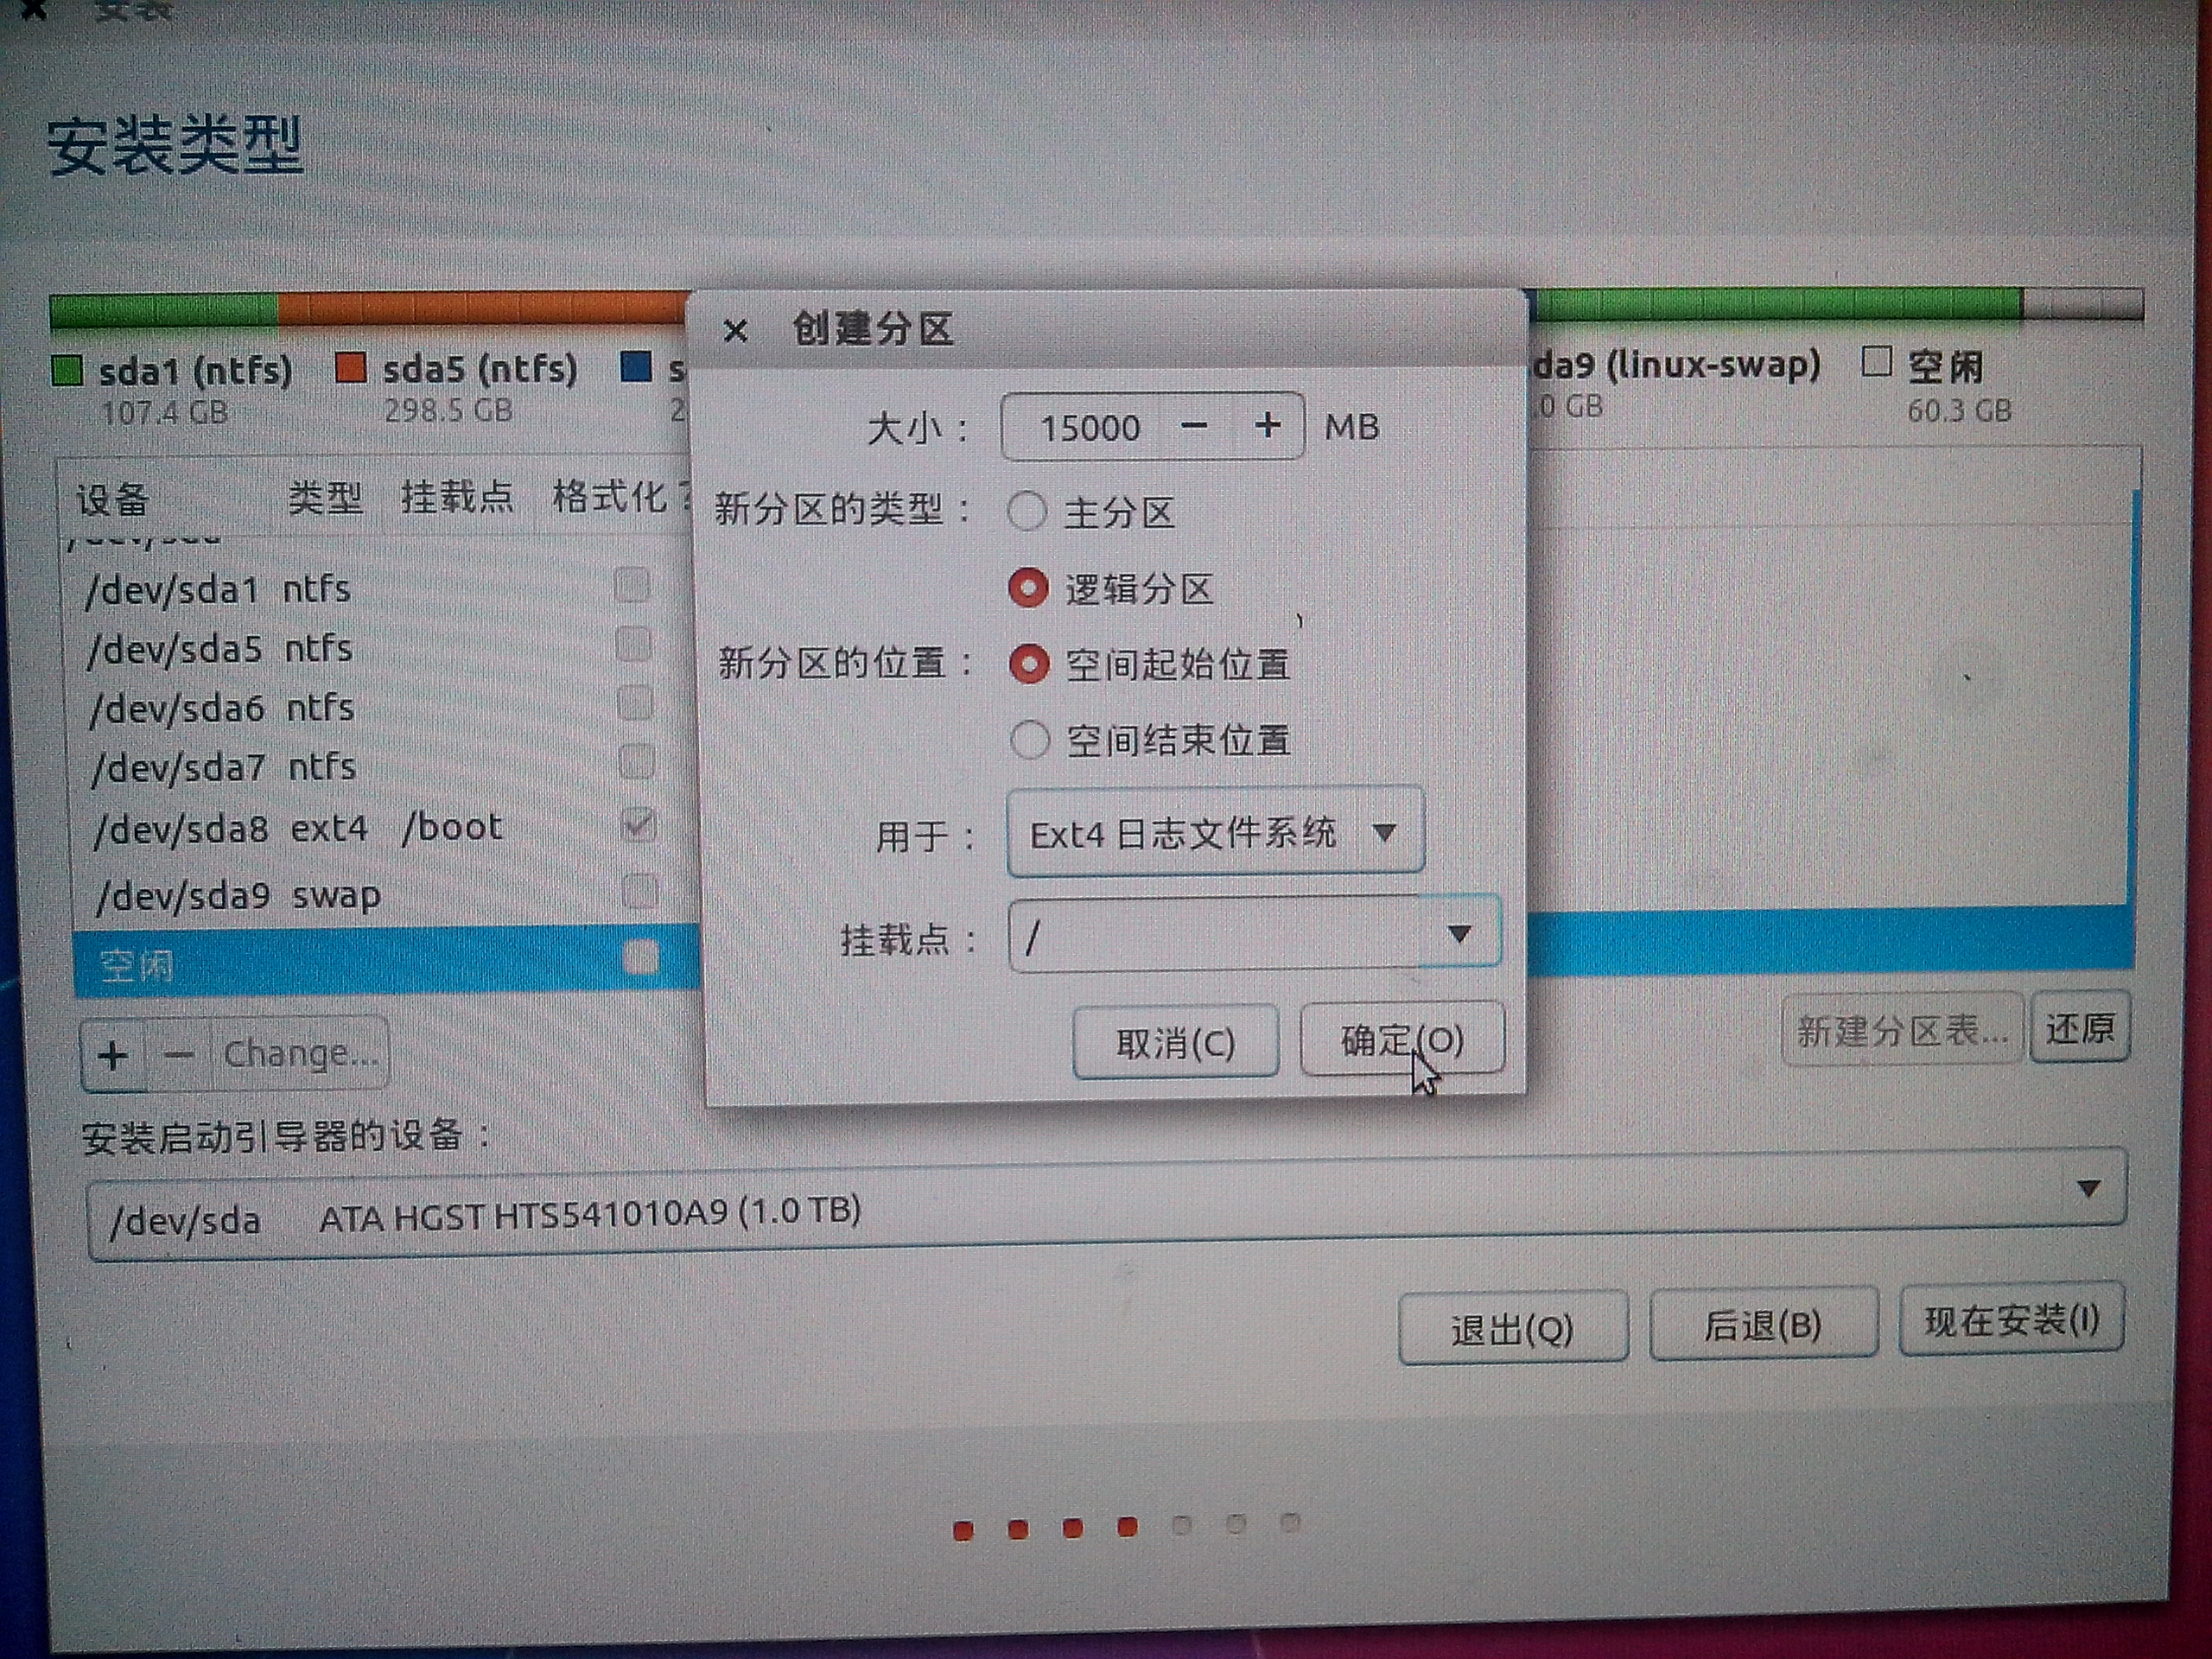 安装
安装类型
创建分区
sda1 (ntfs)
107.4 GB
sda5 (ntfs)
298.5 GB
da9 (linux-swap)
.0 GB
空闲
60.3 GB
大小： 15000 − + MB
设备 类型 挂载点 格式化？
新分区的类型： 主分区
逻辑分区
新分区的位置： 空间起始位置
空间结束位置
用于： Ext4 日志文件系统
挂载点： /
取消(C) 确定(O)
/dev/sda1 ntfs
/dev/sda5 ntfs
/dev/sda6 ntfs
/dev/sda7 ntfs
/dev/sda8 ext4 /boot
/dev/sda9 swap
空闲
+ − Change...
新建分区表... 还原
安装启动引导器的设备：
/dev/sda ATA HGST HTS541010A9 (1.0 TB)
退出(Q) 后退(B) 现在安装(I)